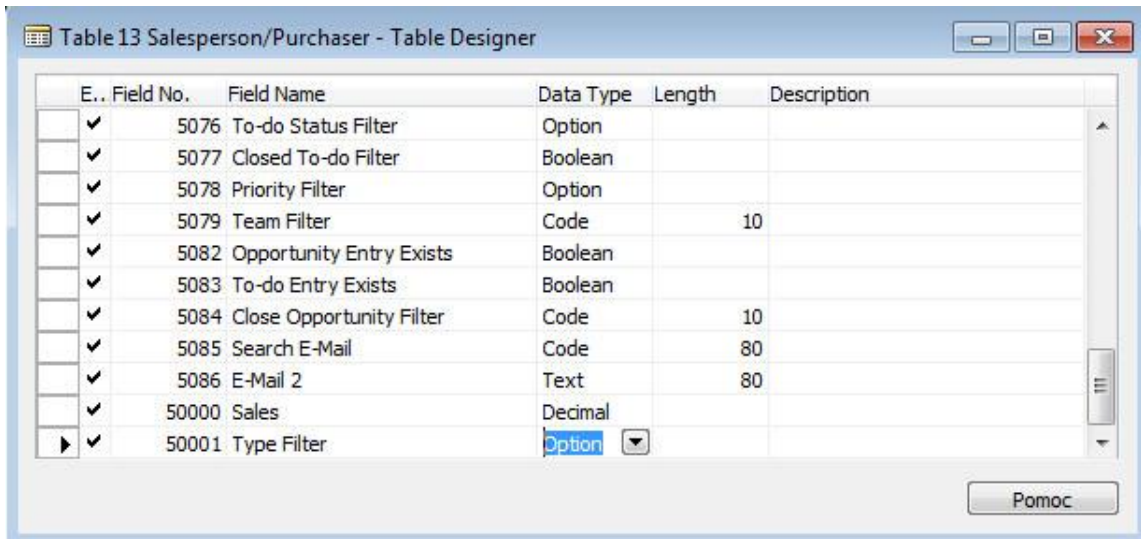 Table 13 Salesperson/Purchaser - Table Designer
E.. Field No. Field Name Data Type Length Description
5076 To-do Status Filter Option
5077 Closed To-do Filter Boolean
5078 Priority Filter Option
5079 Team Filter Code 10
5082 Opportunity Entry Exists Boolean
5083 To-do Entry Exists Boolean
5084 Close Opportunity Filter Code 10
5085 Search E-Mail Code 80
5086 E-Mail 2 Text 80
50000 Sales Decimal
50001 Type Filter Option
Pomoc